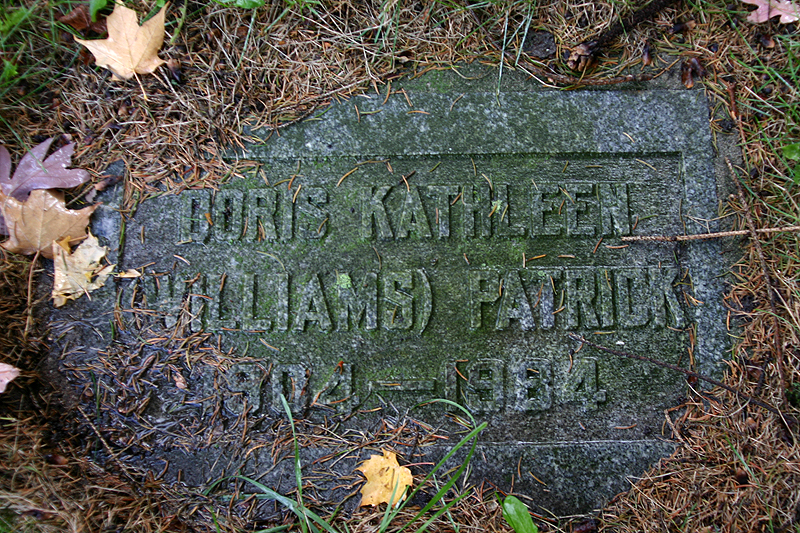 DORIS KATHLEEN
(WILLIAMS) PATRICK
904—1984